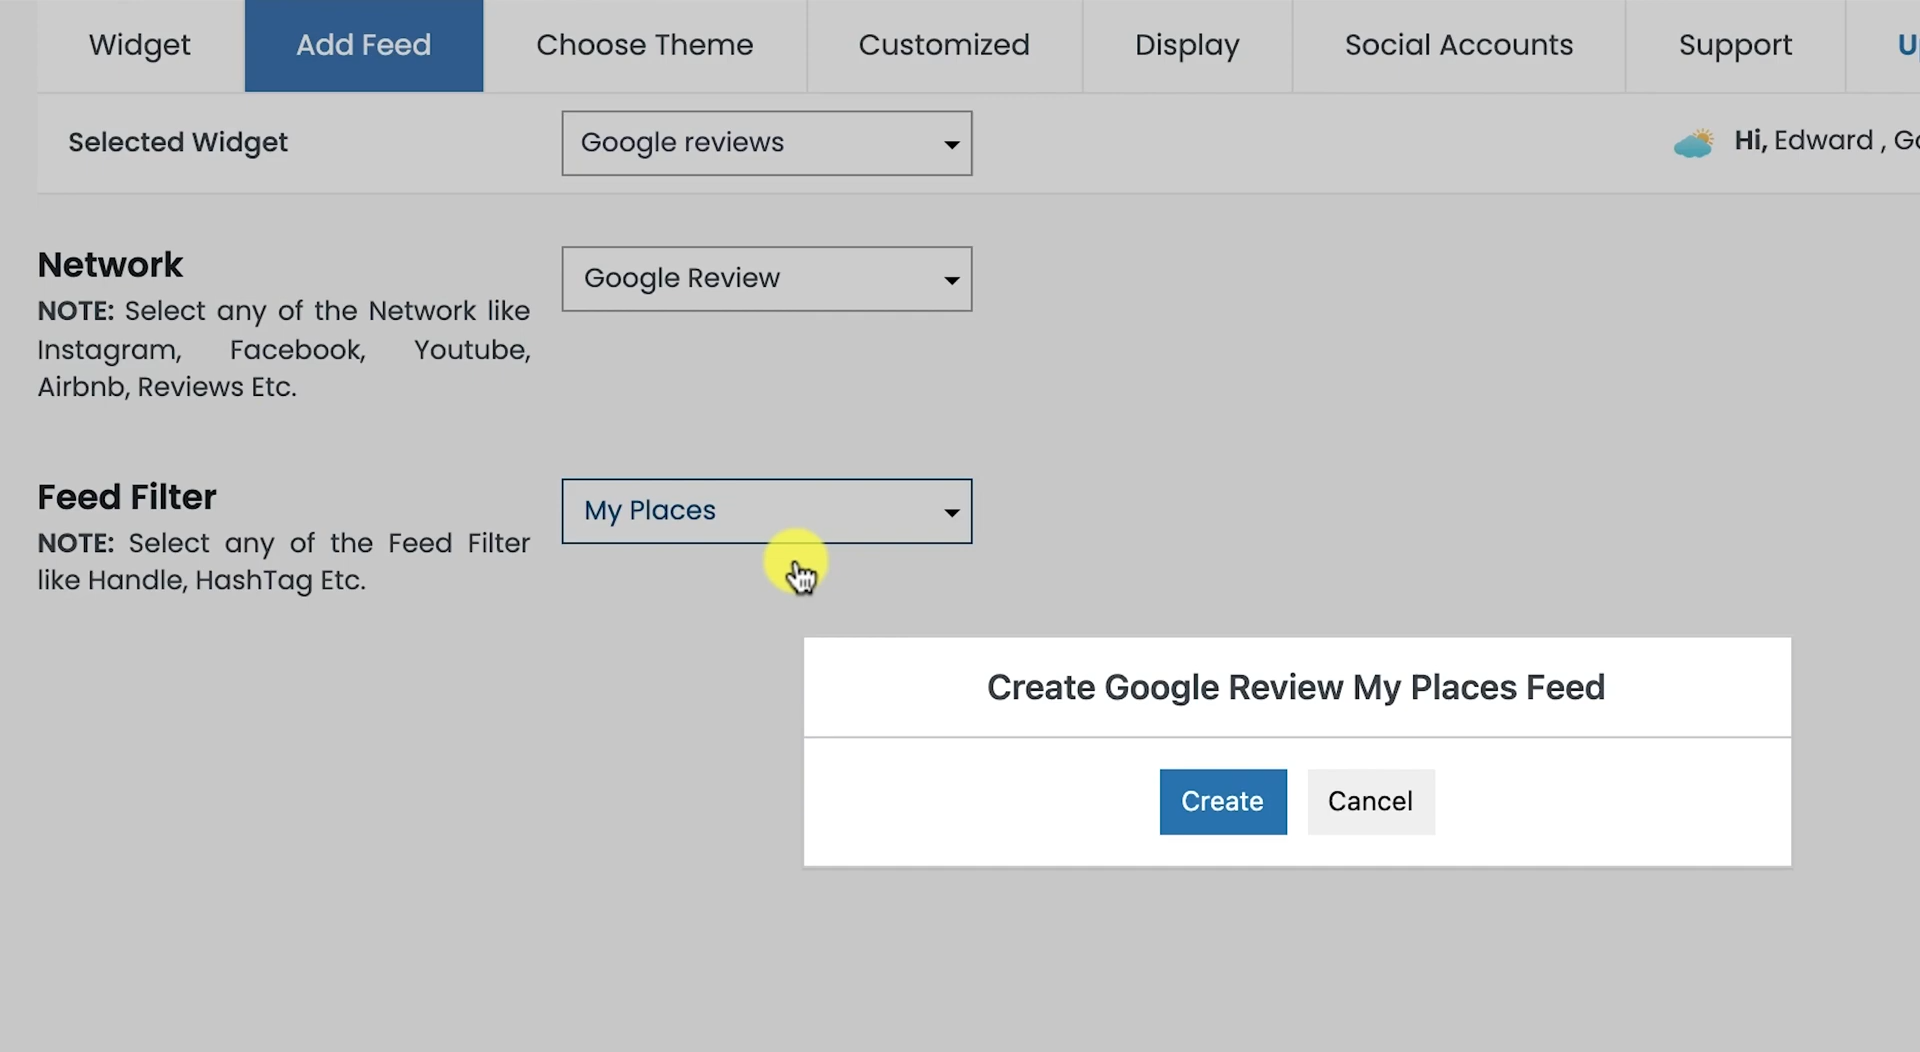 Widget
Add Feed
Choose Theme
Customized
Display
Social Accounts
Support
Selected Widget
Google reviews
Hi, Edward ,
Network
Google Review
NOTE: Select any of the Network like
Instagram, Facebook, Youtube,
Airbnb, Reviews Etc.
Feed Filter
My Places
NOTE: Select any of the Feed Filter
like Handle, HashTag Etc.
Create Google Review My Places Feed
Create
Cancel